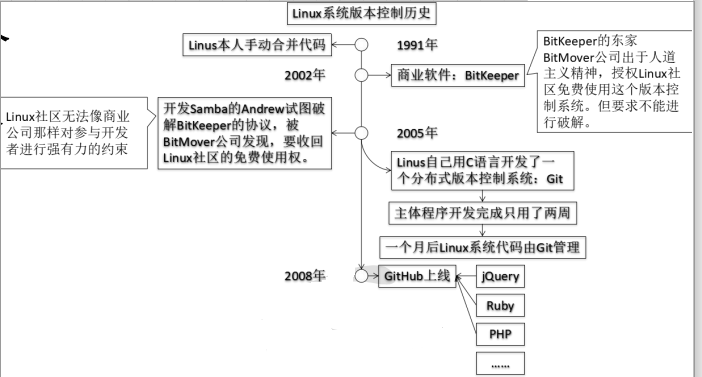 Linux系统版本控制历史
Linus本人手动合并代码
1991年
2002年
商业软件：BitKeeper
BitKeeper的东家
BitMover公司出于人道
主义精神，授权Linux社
区免费使用这个版本控
制系统。但要求不能进
行破解。
Linux社区无法像商业
公司那样对参与开发
者进行强有力的约束
开发Samba的Andrew试图破
解BitKeeper的协议，被
BitMover公司发现，要收回
Linux社区的免费使用权。
2005年
Linus自己用C语言开发了一
个分布式版本控制系统：Git
主体程序开发完成只用了两周
一个月后Linux系统代码由Git管理
2008年
GitHub上线
jQuery
Ruby
PHP
……